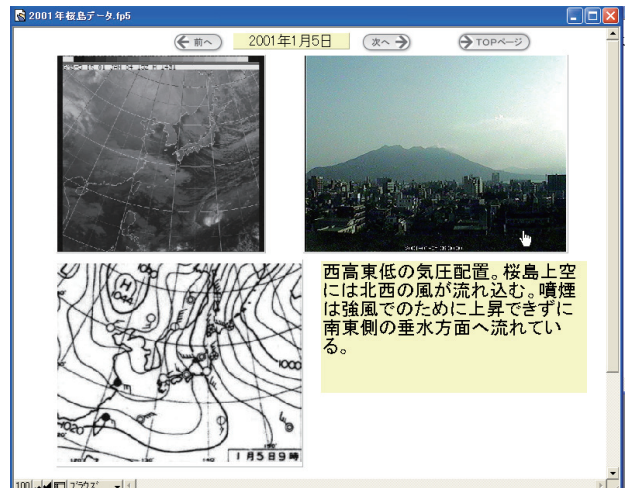 2001年桜島データ.fp5
前へ
2001年1月5日
次へ
TOPページ
西高東低の気圧配置。桜島上空
には北西の風が流れ込む。噴煙
は強風でのために上昇できずに
南東側の垂水方面へ流れてい
る。
H
1044
1000
1020
1月5日9時
100
ブラウズ